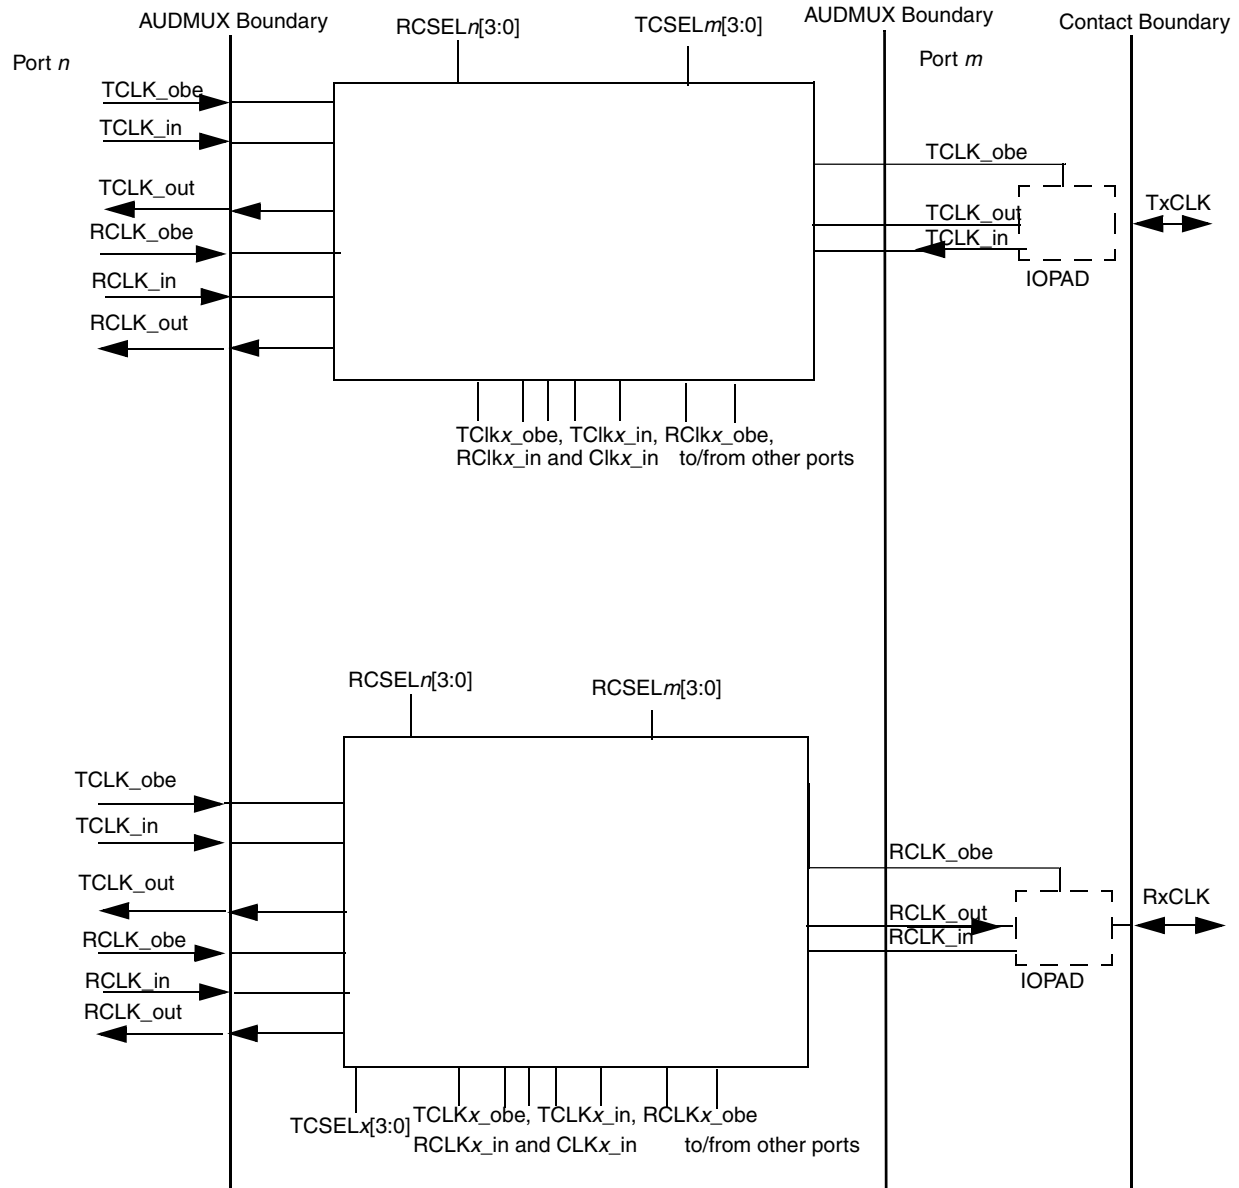 AUDMUX Boundary
AUDMUX Boundary
Contact Boundary
RCSELn[3:0]
TCSELm[3:0]
Port n
Port m
TCLK_obe
TCLK_in
TCLK_out
RCLK_obe
RCLK_in
RCLK_out
TCLK_obe
TCLK_out
TCLK_in
TxCLK
IOPAD
TClkx_obe, TClkx_in, RClkx_obe,
RClkx_in and Clkx_in to/from other ports
RCSELn[3:0]
RCSELm[3:0]
TCLK_obe
TCLK_in
TCLK_out
RCLK_obe
RCLK_in
RCLK_out
RCLK_obe
RCLK_out
RCLK_in
RxCLK
IOPAD
TCSELx[3:0]
TCLKx_obe, TCLKx_in, RCLKx_obe
RCLKx_in and CLKx_in to/from other ports